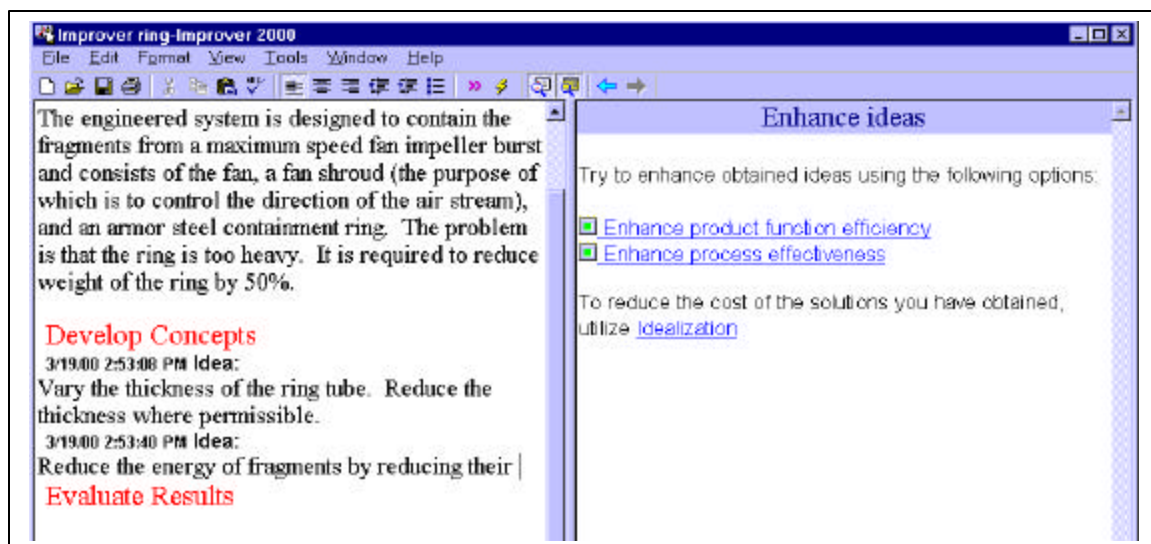 Improver ring-Improver 2000
File Edit Format View Tools Window Help
The engineered system is designed to contain the
fragments from a maximum speed fan impeller burst
and consists of the fan, a fan shroud (the purpose of
which is to control the direction of the air stream),
and an armor steel containment ring. The problem
is that the ring is too heavy. It is required to reduce
weight of the ring by 50%.
Develop Concepts
3/19.00 2:53:08 PM Idea:
Vary the thickness of the ring tube. Reduce the
thickness where permissible.
3/19.00 2:53:40 PM Idea:
Reduce the energy of fragments by reducing their
Evaluate Results
Enhance ideas
Try to enhance obtained ideas using the following options:
Enhance product function efficiency
Enhance process effectiveness
To reduce the cost of the solutions you have obtained,
utilize Idealization